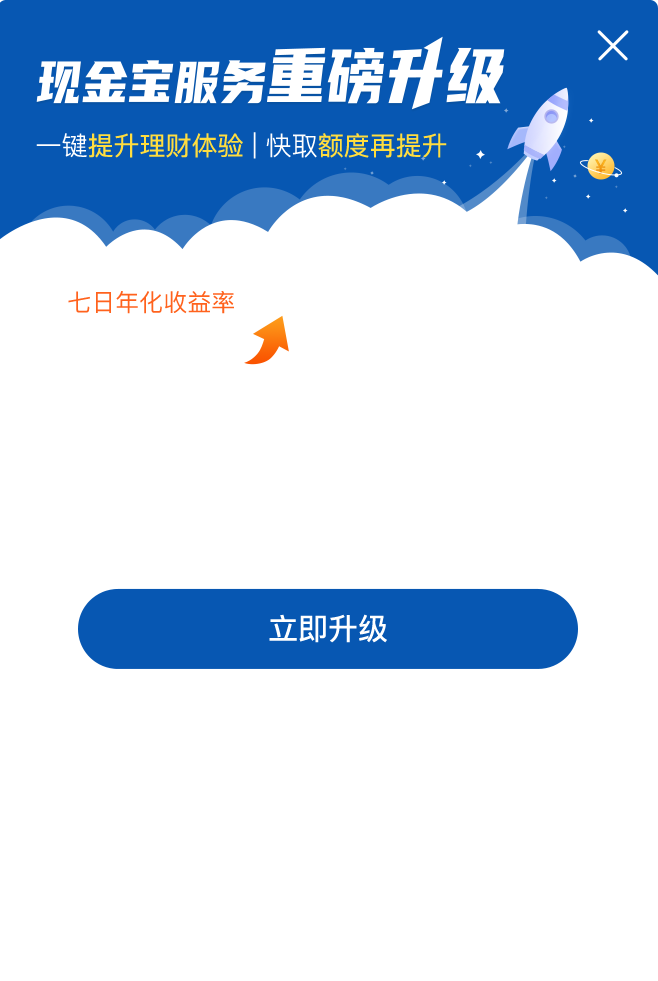 现金宝服务重磅升级
一键提升理财体验 | 快取额度再提升
¥
七日年化收益率
立即升级